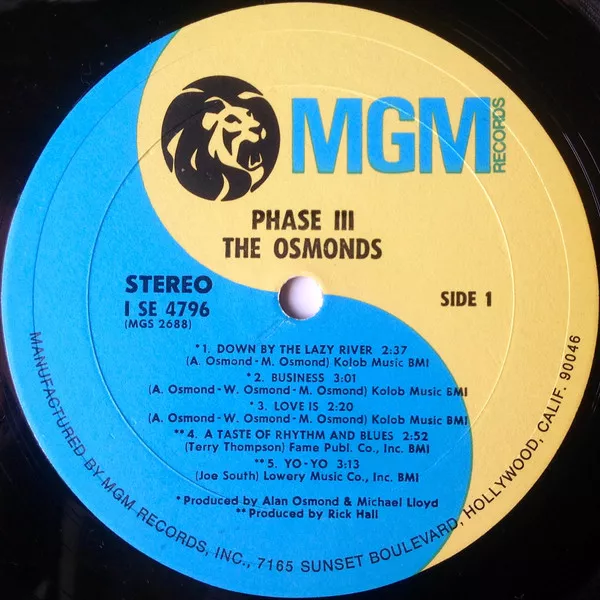 MGM
RECORDS
PHASE III
THE OSMONDS
STEREO
I SE 4796
(MGS 2688)
SIDE 1
*1. DOWN BY THE LAZY RIVER 2:37
(A. Osmond-M. Osmond) Kolob Music BMI
*2. BUSINESS 3:01
(A. Osmond-W. Osmond-M. Osmond) Kolob Music BMI
*3. LOVE IS 2:20
(A. Osmond-W. Osmond-M. Osmond) Kolob Music BMI
**4. A TASTE OF RHYTHM AND BLUES 2:52
(Terry Thompson) Fame Publ. Co., Inc. BMI
**5. YO-YO 3:13
(Joe South) Lowery Music Co., Inc. BMI
*Produced by Alan Osmond & Michael Lloyd
**Produced by Rick Hall
MANUFACTURED BY MGM RECORDS, INC., 7165 SUNSET BOULEVARD, HOLLYWOOD, CALIF. 90046